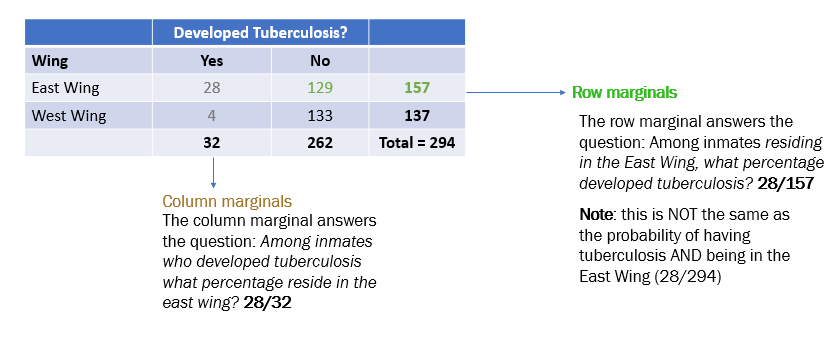 Developed Tuberculosis?
Wing Yes No
East Wing 28 129 157
West Wing 4 133 137
32 262 Total = 294
Row marginals
The row marginal answers the
question: Among inmates residing
in the East Wing, what percentage
developed tuberculosis? 28/157
Note: this is NOT the same as
the probability of having
tuberculosis AND being in the
East Wing (28/294)
Column marginals
The column marginal answers
the question: Among inmates
who developed tuberculosis
what percentage reside in the
east wing? 28/32